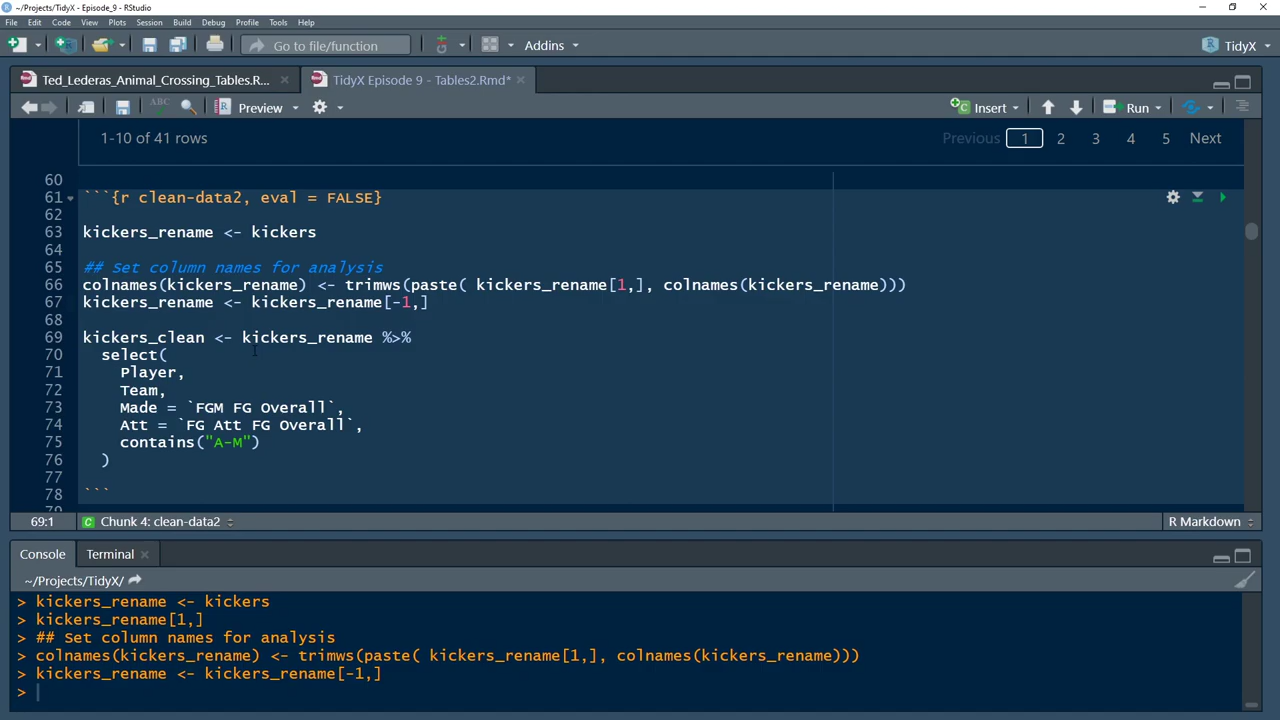 ~/Projects/TidyX - Episode_9 - RStudio
File Edit Code View Plots Session Build Debug Profile Tools Help
Go to file/function Addins TidyX
Ted_Lederas_Animal_Crossing_Tables.R... TidyX Episode 9 - Tables2.Rmd*
ABC Preview Insert Run
1-10 of 41 rows Previous 1 2 3 4 5 Next
60
61 ```{r clean-data2, eval = FALSE}
62
63 kickers_rename <- kickers
64
65 ## Set column names for analysis
66 colnames(kickers_rename) <- trimws(paste( kickers_rename[1,], colnames(kickers_rename)))
67 kickers_rename <- kickers_rename[-1,]
68
69 kickers_clean <- kickers_rename %>%
70 select(
71 Player,
72 Team,
73 Made = `FGM FG Overall`,
74 Att = `FG Att FG Overall`,
75 contains("A-M")
76 )
77
78 ```
69:1 Chunk 4: clean-data2 R Markdown
Console Terminal
~/Projects/TidyX/
> kickers_rename <- kickers
> kickers_rename[1,]
> ## Set column names for analysis
> colnames(kickers_rename) <- trimws(paste( kickers_rename[1,], colnames(kickers_rename)))
> kickers_rename <- kickers_rename[-1,]
>